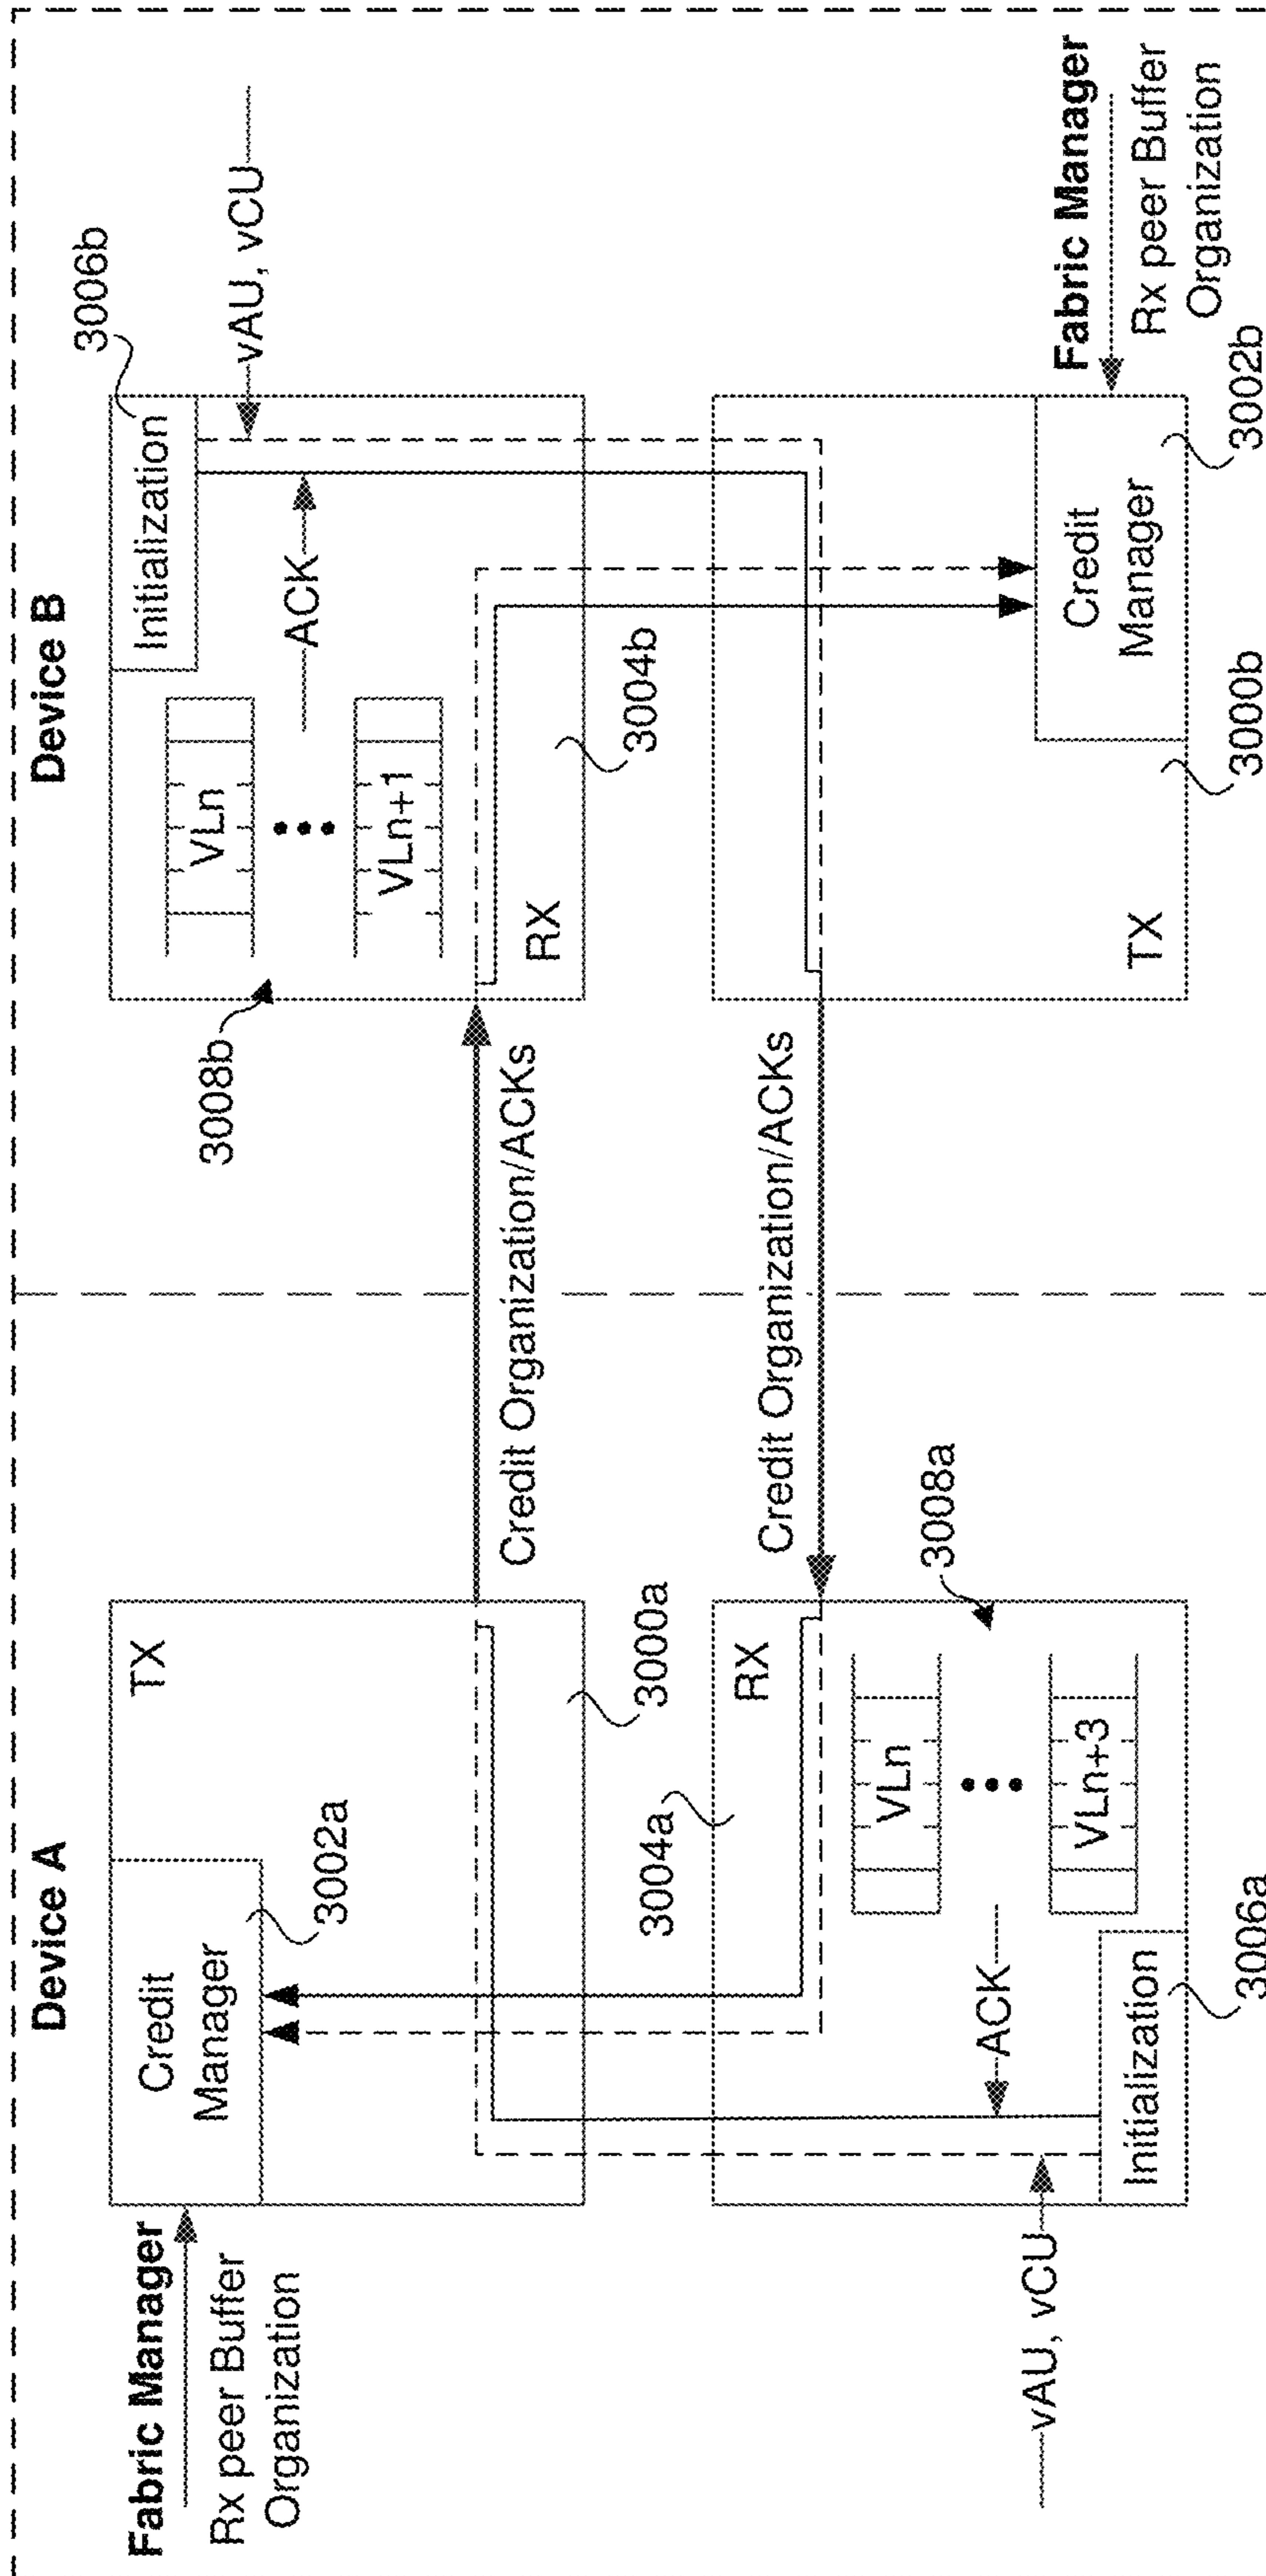 Device A
Device B
Fabric Manager
Rx peer Buffer
Organization
Credit
Manager
3002a
TX
3000a
Credit Organization/ACKs
3008b
VLn
VLn+1
ACK
Initialization
3006b
vAU, vCU
RX
3004b
vAU, vCU
Initialization
3006a
ACK
3004a
RX
VLn
VLn+3
3008a
Credit Organization/ACKs
TX
3000b
Credit
Manager
3002b
Fabric Manager
Rx peer Buffer
Organization